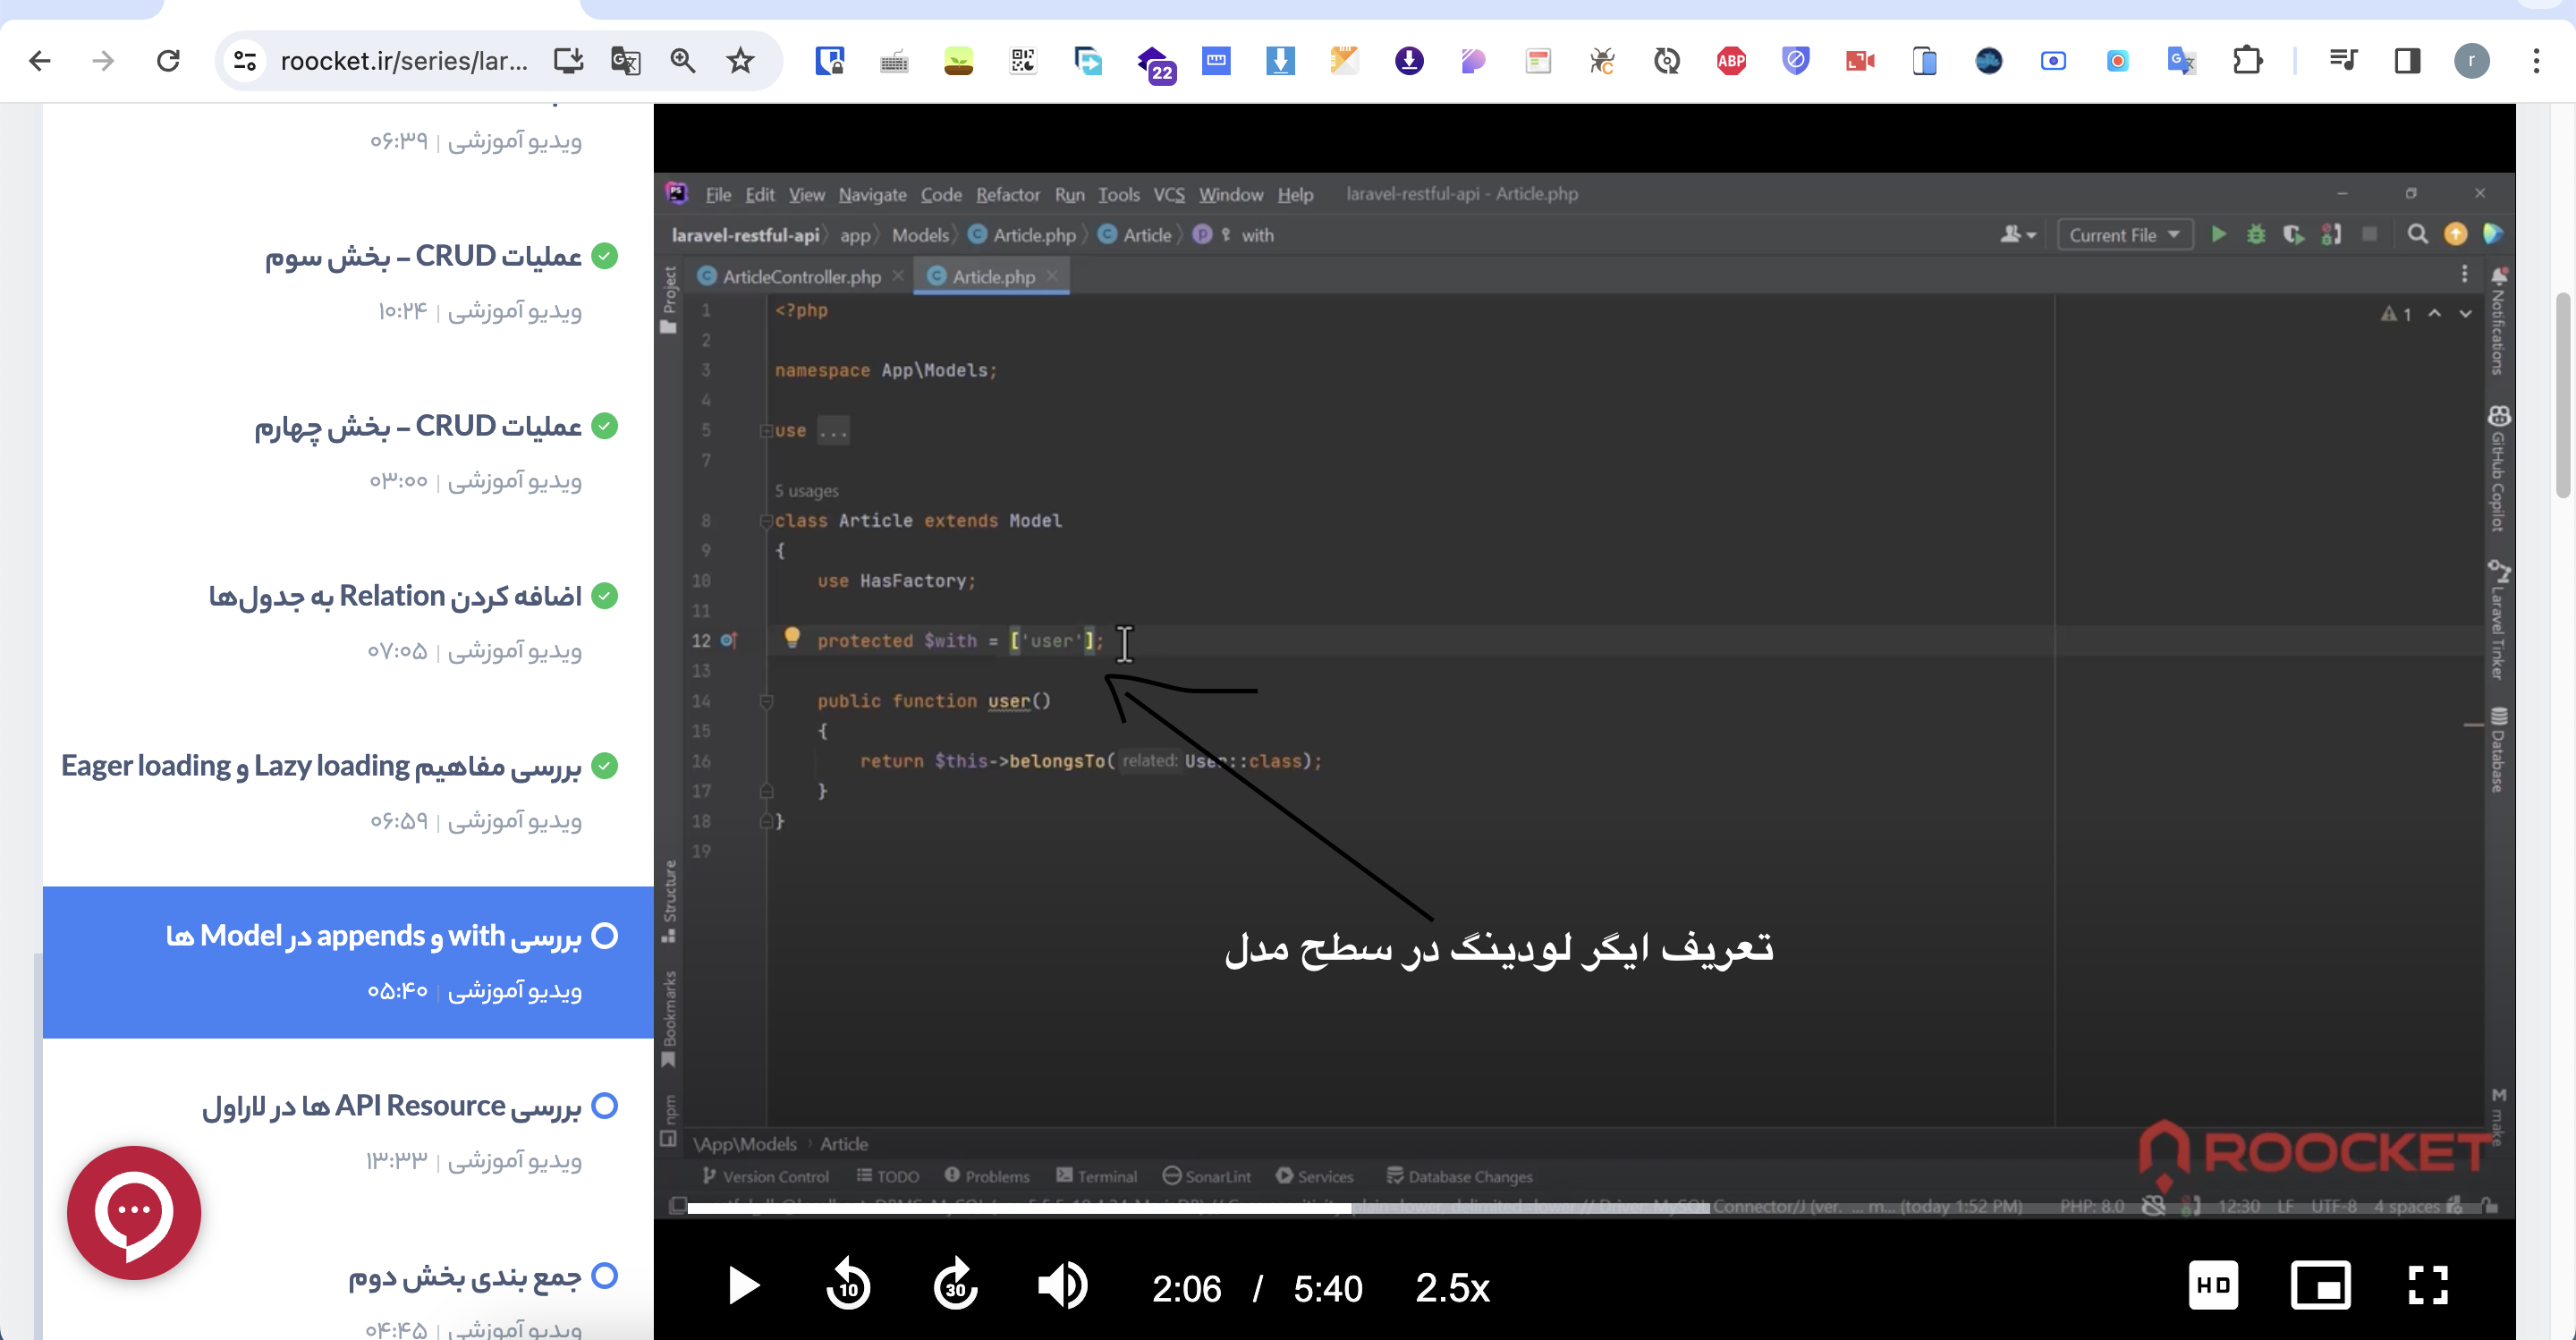 roocket.ir/series/lar...
22
ABP
r
ویدیو آموزشی | ۰۶:۳۹
عملیات CRUD – بخش سوم
ویدیو آموزشی | ۱۰:۲۴
عملیات CRUD – بخش چهارم
ویدیو آموزشی | ۰۳:۰۰
اضافه کردن Relation به جدول‌ها
ویدیو آموزشی | ۰۷:۰۵
بررسی مفاهیم Lazy loading و Eager loading
ویدیو آموزشی | ۰۶:۵۹
بررسی with و appends در Model ها
ویدیو آموزشی | ۰۵:۴۰
بررسی API Resource ها در لاراول
ویدیو آموزشی | ۱۳:۳۳
جمع بندی بخش دوم
ویدیو آموزشی | ۰۴:۴۵
PS File Edit View Navigate Code Refactor Run Tools VCS Window Help laravel-restful-api - Article.php
laravel-restful-api app Models Article.php Article with
Current File
Project
ArticleController.php Article.php
1 <?php
2
3 namespace App\Models;
4
5 use ...
7
5 usages
8 class Article extends Model
9 {
10 use HasFactory;
11
12 protected $with = ['user'];
13
14 public function user()
15 {
16 return $this->belongsTo( related: User::class);
17 }
18 }
19
1
تعریف ایگر لودینگ در سطح مدل
Structure
Bookmarks
npm
Notifications
GitHub Copilot
Laravel Tinker
Database
M make
\App\Models Article
ROOCKET
Version Control TODO Problems Terminal SonarLint Services Database Changes
plain=lower, delimited=lower // Driver: MySQL Connector/J (ver. ... m... (today 1:52 PM) PHP: 8.0 12:30 LF UTF-8 4 spaces
10 30 2:06 / 5:40 2.5x HD